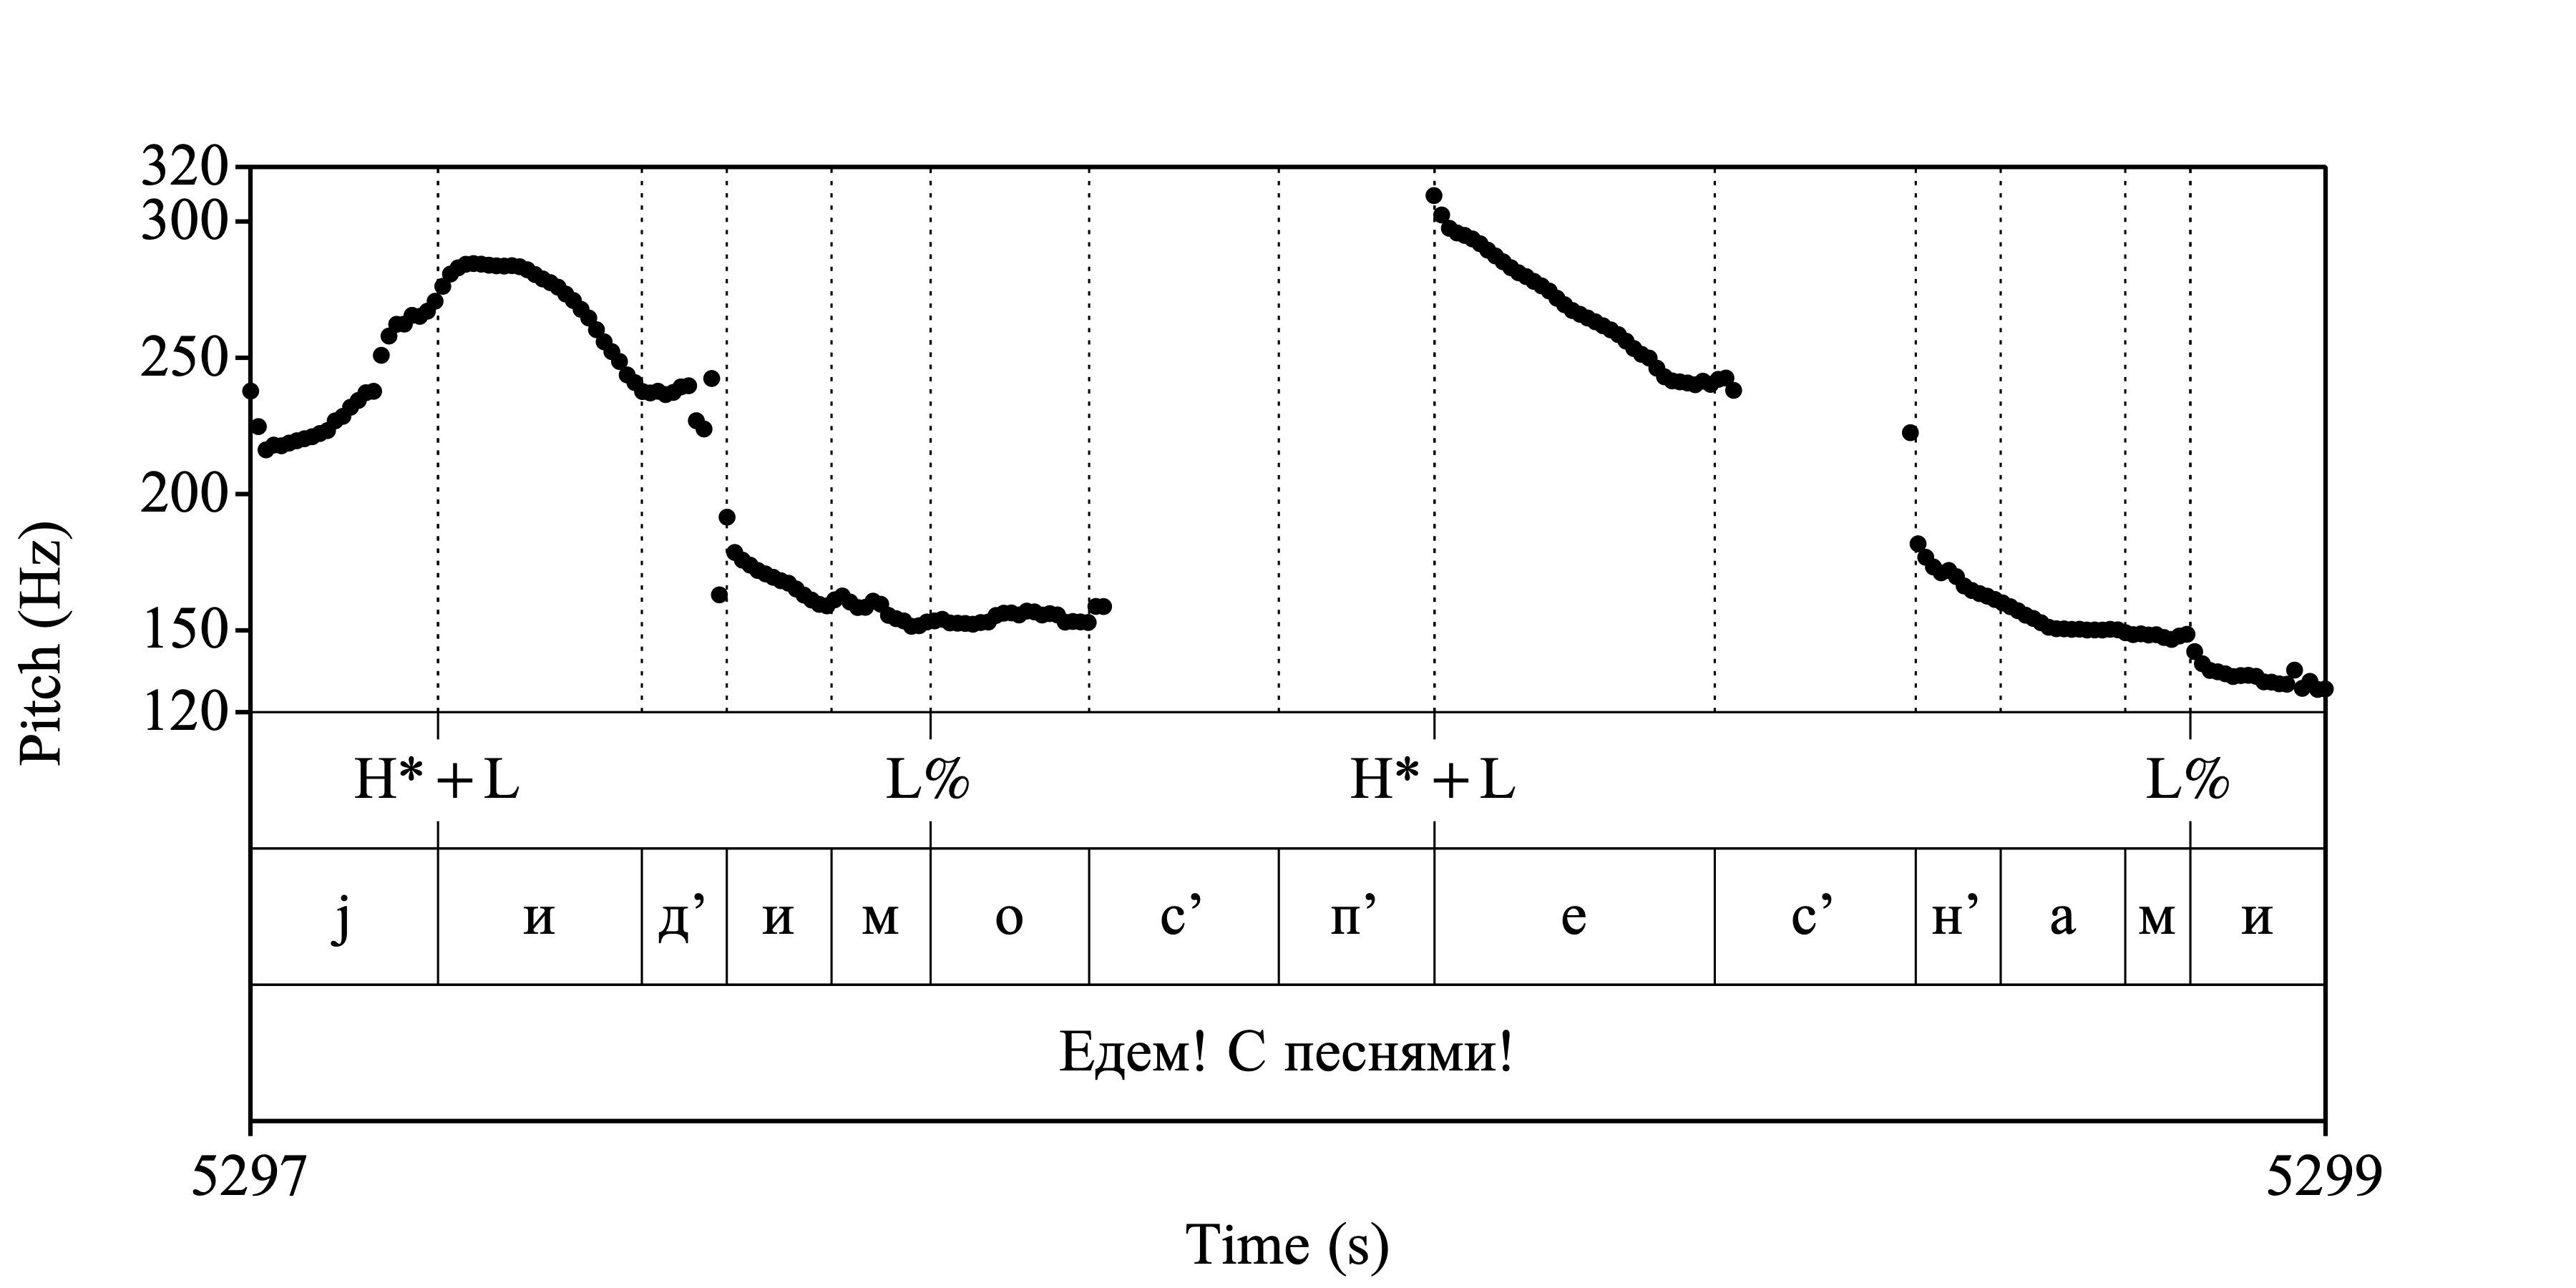 320
300
250
200
150
120
Pitch (Hz)
H* + L L% H* + L L%
j и д’ и м о с’ п’ е с’ н’ а м и
Едем! С песнями!
5297 5299
Time (s)